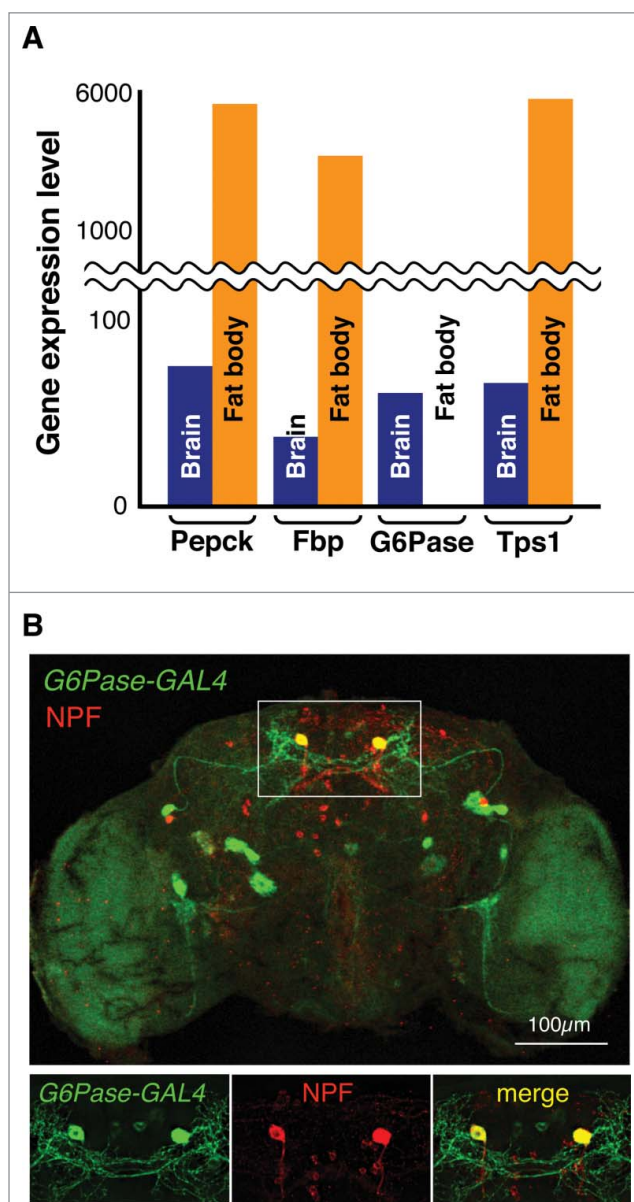 A
Gene expression level
6000
1000
100
0
Brain
Fat body
Brain
Fat body
Brain
Fat body
Brain
Fat body
Pepck
Fbp
G6Pase
Tps1
B
G6Pase-GAL4
NPF
100µm
G6Pase-GAL4
NPF
merge